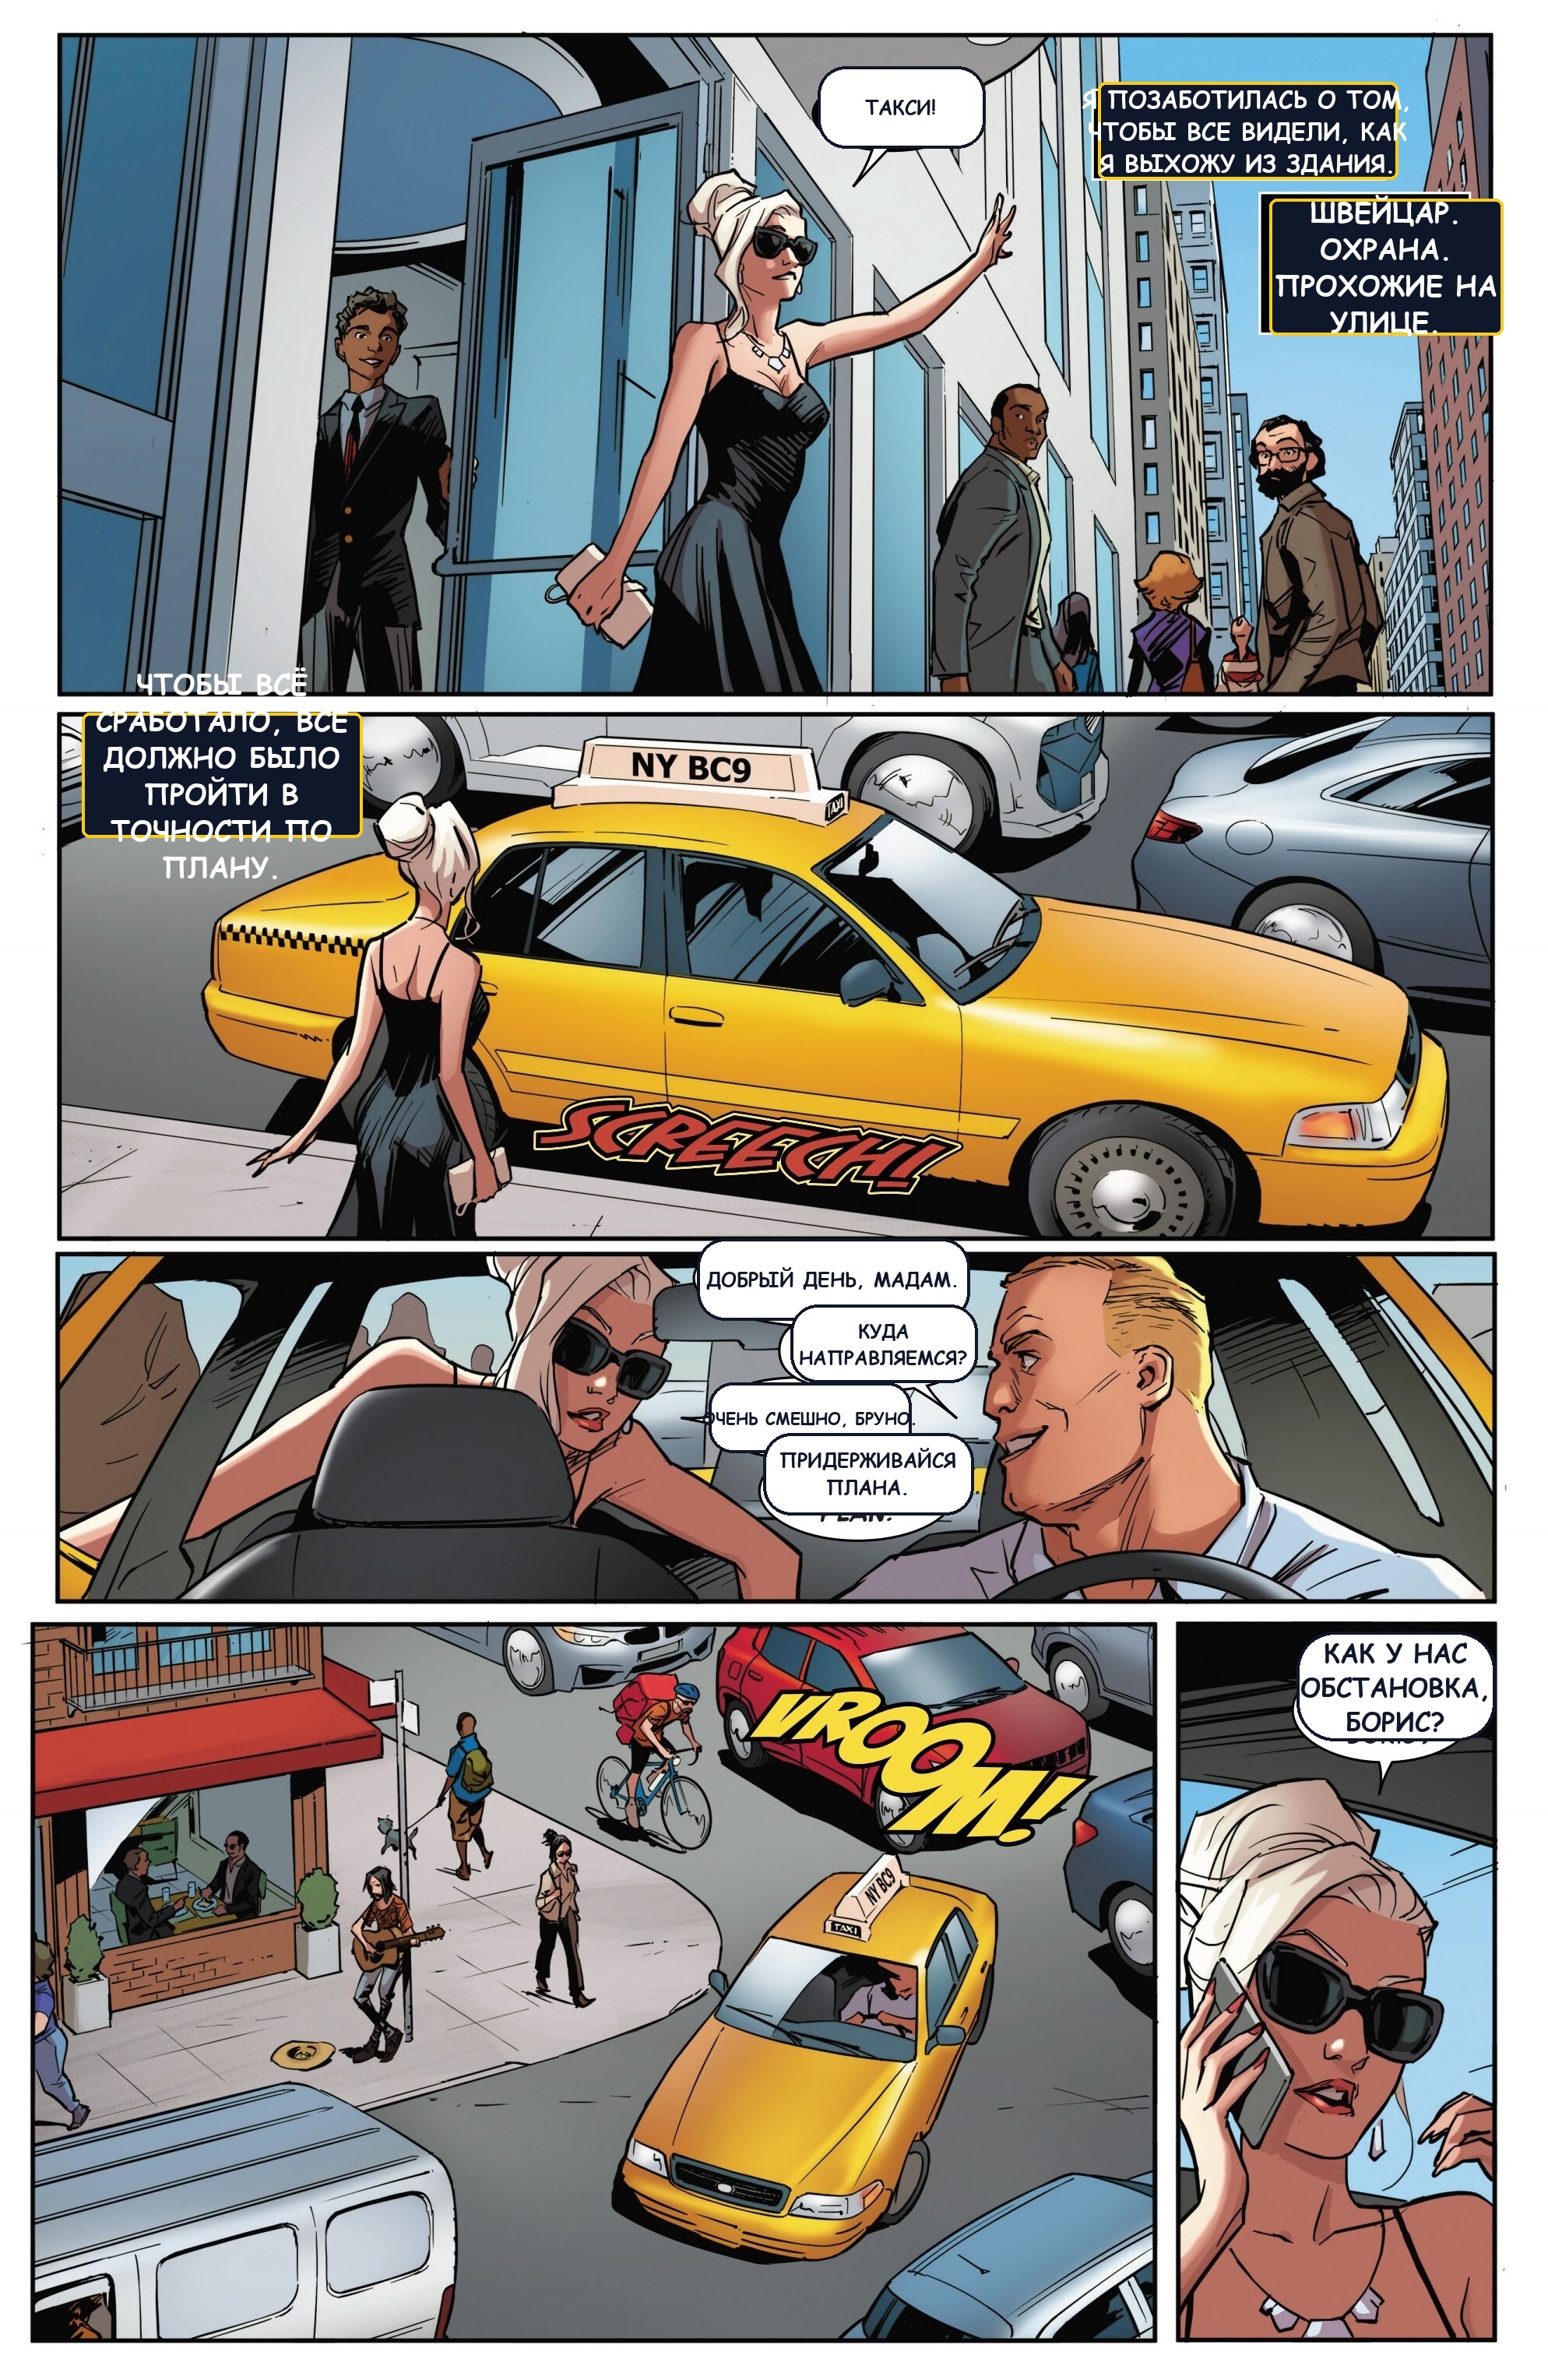 ТАКСИ!
Я ПОЗАБОТИЛАСЬ О ТОМ,
ЧТОБЫ ВСЕ ВИДЕЛИ, КАК
Я ВЫХОЖУ ИЗ ЗДАНИЯ.
ШВЕЙЦАР.
ОХРАНА.
ПРОХОЖИЕ НА
УЛИЦЕ.
ЧТОБЫ ВСЁ
СРАБОТАЛО, ВСЕ
ДОЛЖНО БЫЛО
ПРОЙТИ В
ТОЧНОСТИ ПО
ПЛАНУ.
NY BC9
TAXI
SCREECH!
ДОБРЫЙ ДЕНЬ, МАДАМ.
КУДА
НАПРАВЛЯЕМСЯ?
ОЧЕНЬ СМЕШНО, БРУНО.
ПРИДЕРЖИВАЙСЯ
ПЛАНА.
PLAN.
VROOM!
NY BC9
TAXI
КАК У НАС
ОБСТАНОВКА,
БОРИС?